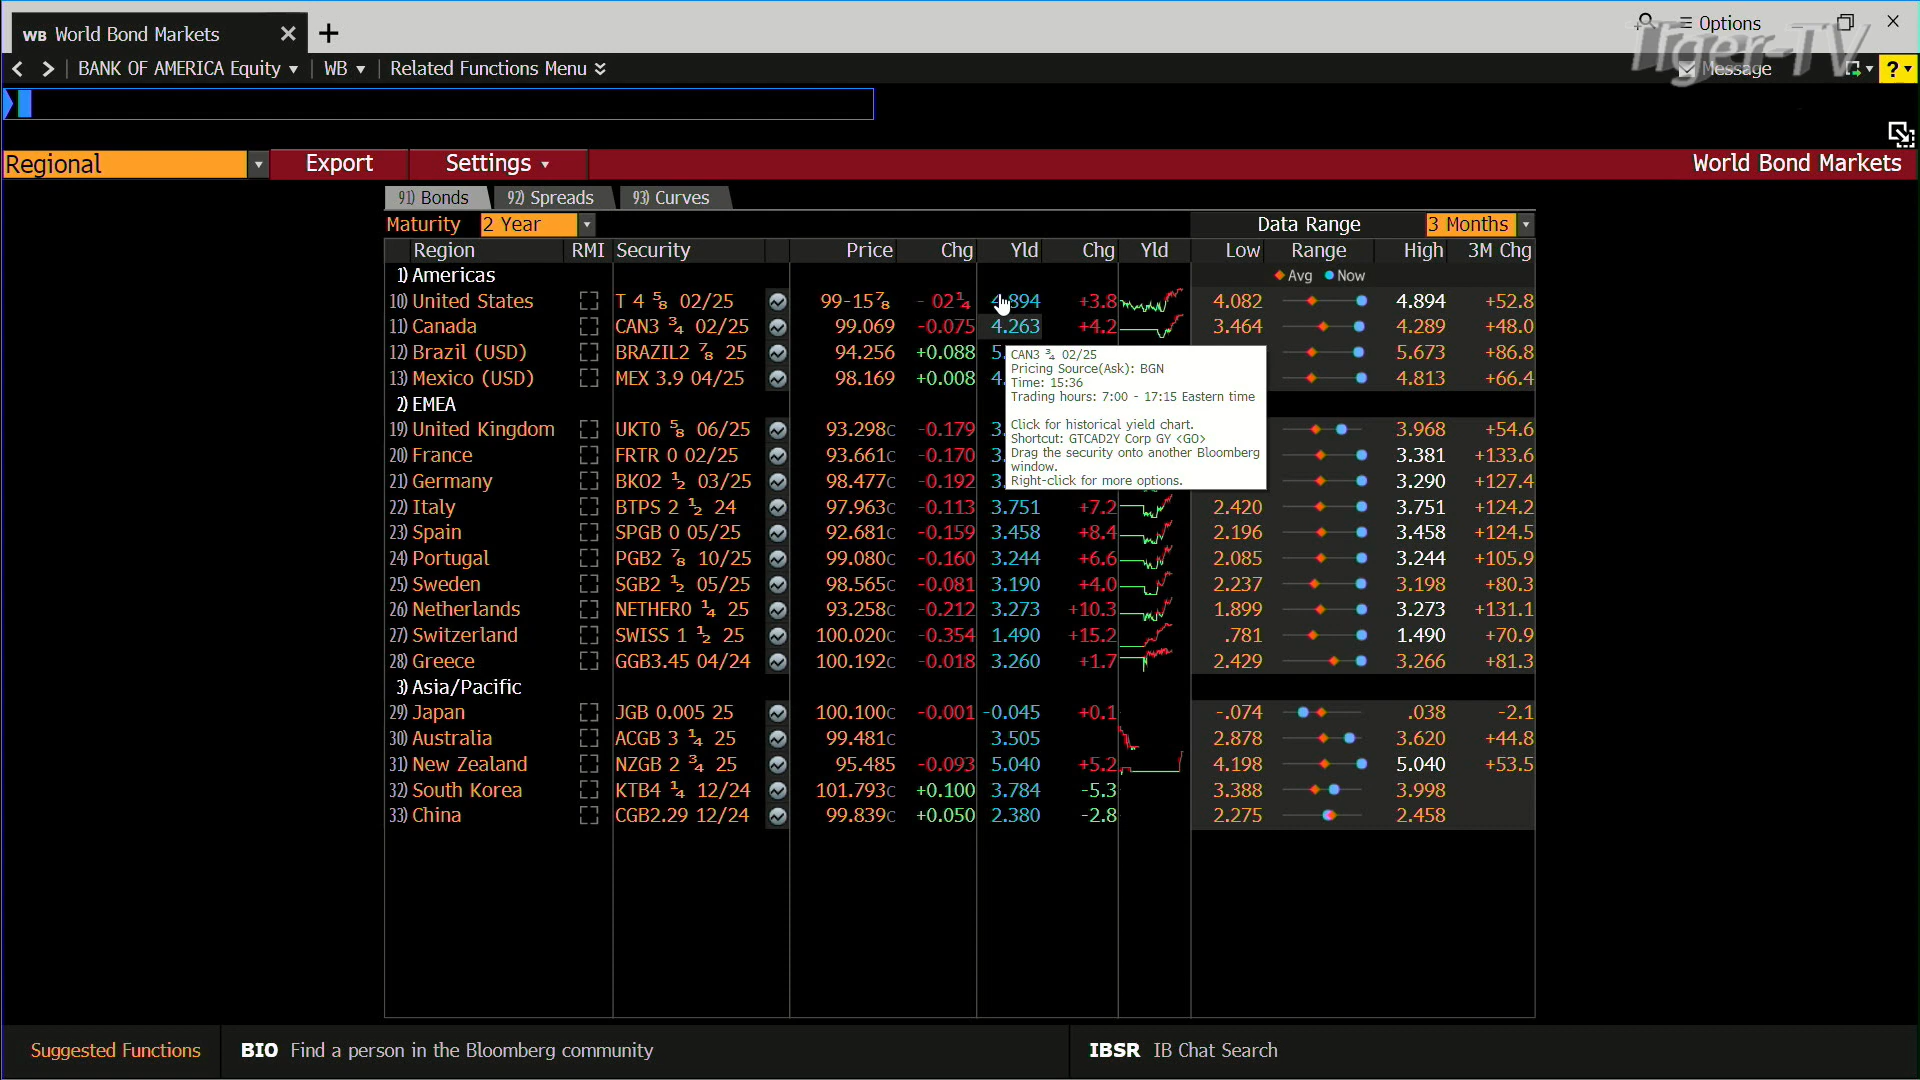 WB World Bond Markets
Options
Tiger-TV
BANK OF AMERICA Equity WB Related Functions Menu
Message
?
Regional Export Settings World Bond Markets
91) Bonds 92) Spreads 93) Curves
Maturity 2 Year Data Range 3 Months
Region RMI Security Price Chg Yld Chg Yld Low Range High 3M Chg
1) Americas Avg Now
10) United States T 4 ⅝ 02/25 99-15⅞ - 02¼ 4.894 +3.8 4.082 4.894 +52.8
11) Canada CAN3 ¾ 02/25 99.069 -0.075 4.263 +4.2 3.464 4.289 +48.0
12) Brazil (USD) BRAZIL2 ⅞ 25 94.256 +0.088 5. 5.673 +86.8
13) Mexico (USD) MEX 3.9 04/25 98.169 +0.008 4. 4.813 +66.4
CAN3 ¾ 02/25
Pricing Source(Ask): BGN
Time: 15:36
Trading hours: 7:00 - 17:15 Eastern time
Click for historical yield chart.
Shortcut: GTCAD2Y Corp GY <GO>
Drag the security onto another Bloomberg
window.
Right-click for more options.
2) EMEA
19) United Kingdom UKT0 ⅝ 06/25 93.298C -0.179 3. 3.968 +54.6
20) France FRTR 0 02/25 93.661C -0.170 3. 3.381 +133.6
21) Germany BKO2 ½ 03/25 98.477C -0.192 3. 3.290 +127.4
22) Italy BTPS 2 ½ 24 97.963C -0.113 3.751 +7.2 2.420 3.751 +124.2
23) Spain SPGB 0 05/25 92.681C -0.159 3.458 +8.4 2.196 3.458 +124.5
24) Portugal PGB2 ⅞ 10/25 99.080C -0.160 3.244 +6.6 2.085 3.244 +105.9
25) Sweden SGB2 ½ 05/25 98.565C -0.081 3.190 +4.0 2.237 3.198 +80.3
26) Netherlands NETHER0 ¼ 25 93.258C -0.212 3.273 +10.3 1.899 3.273 +131.1
27) Switzerland SWISS 1 ½ 25 100.020C -0.354 1.490 +15.2 .781 1.490 +70.9
28) Greece GGB3.45 04/24 100.192C -0.018 3.260 +1.7 2.429 3.266 +81.3
3) Asia/Pacific
29) Japan JGB 0.005 25 100.100C -0.001 -0.045 +0.1 -.074 .038 -2.1
30) Australia ACGB 3 ¼ 25 99.481C 3.505 2.878 3.620 +44.8
31) New Zealand NZGB 2 ¾ 25 95.485 -0.093 5.040 +5.2 4.198 5.040 +53.5
32) South Korea KTB4 ¼ 12/24 101.793C +0.100 3.784 -5.3 3.388 3.998
33) China CGB2.29 12/24 99.839C +0.050 2.380 -2.8 2.275 2.458
Suggested Functions BIO Find a person in the Bloomberg community IBSR IB Chat Search